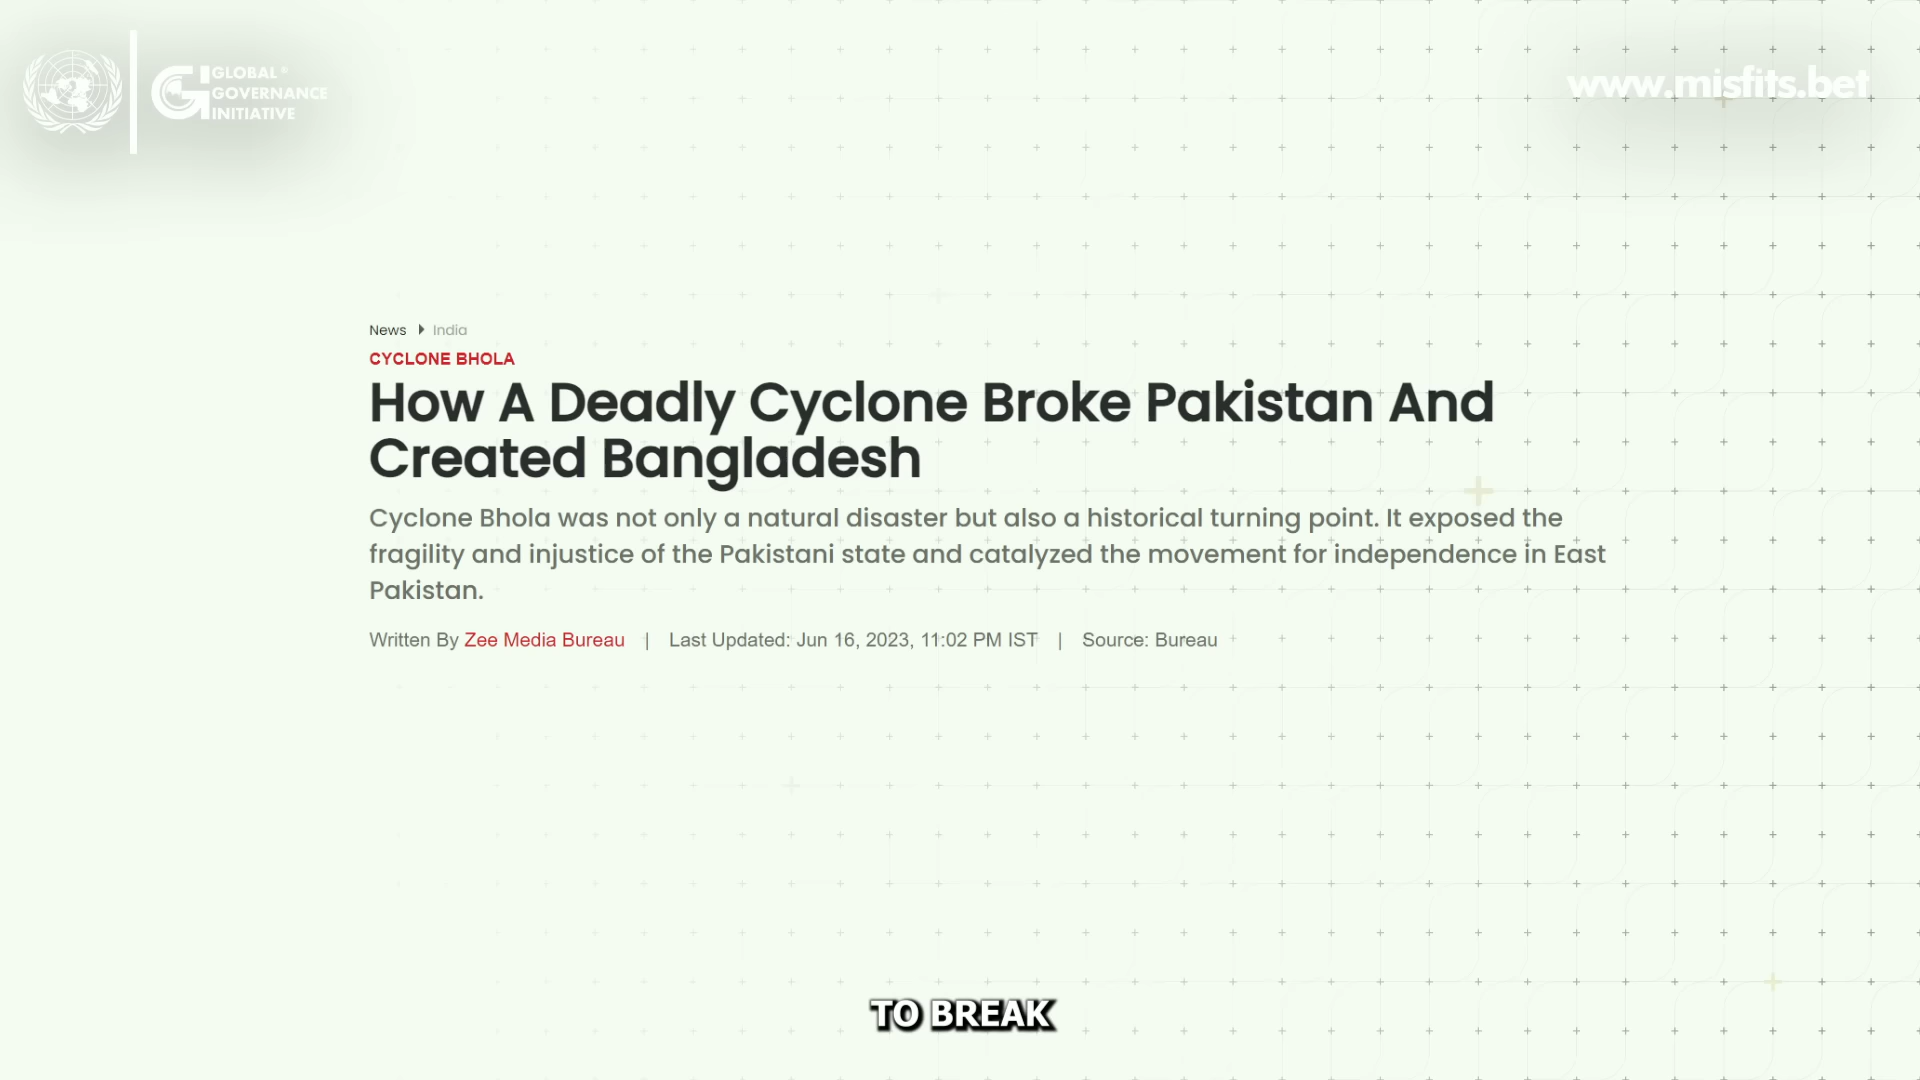 GLOBAL®
GOVERNANCE
INITIATIVE
www.misfits.bet
News India
CYCLONE BHOLA
How A Deadly Cyclone Broke Pakistan And
Created Bangladesh
Cyclone Bhola was not only a natural disaster but also a historical turning point. It exposed the
fragility and injustice of the Pakistani state and catalyzed the movement for independence in East
Pakistan.
Written By Zee Media Bureau | Last Updated: Jun 16, 2023, 11:02 PM IST | Source: Bureau
TO BREAK